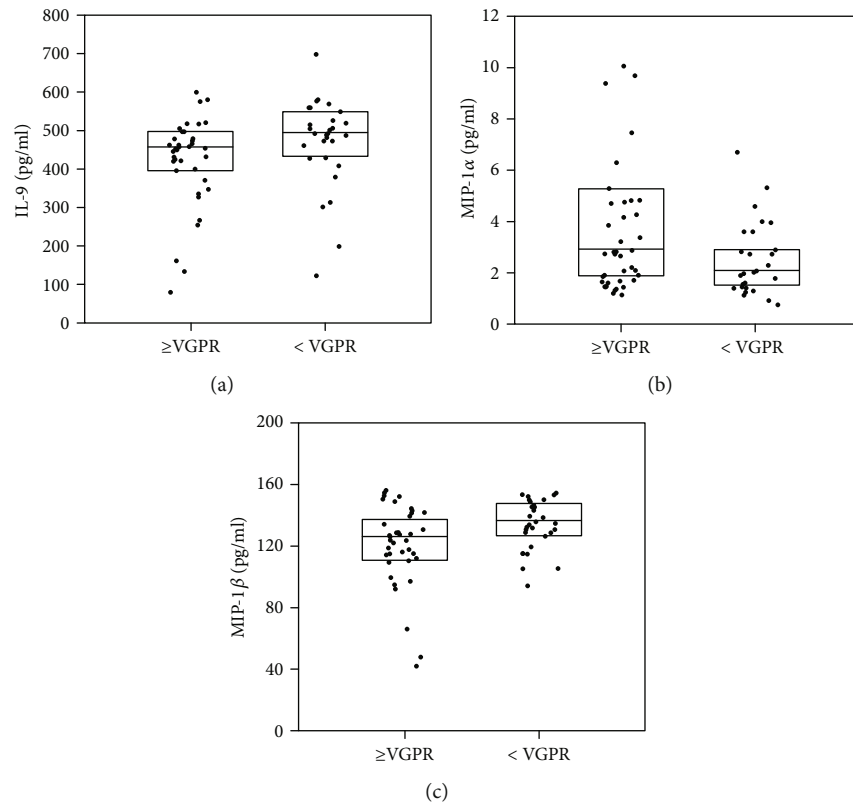 800
700
600
500
400
300
200
100
0
IL-9 (pg/ml)
≥VGPR
< VGPR
(a)
12
10
8
6
4
2
0
MIP-1α (pg/ml)
≥VGPR
< VGPR
(b)
200
160
120
80
40
0
MIP-1β (pg/ml)
≥VGPR
< VGPR
(c)